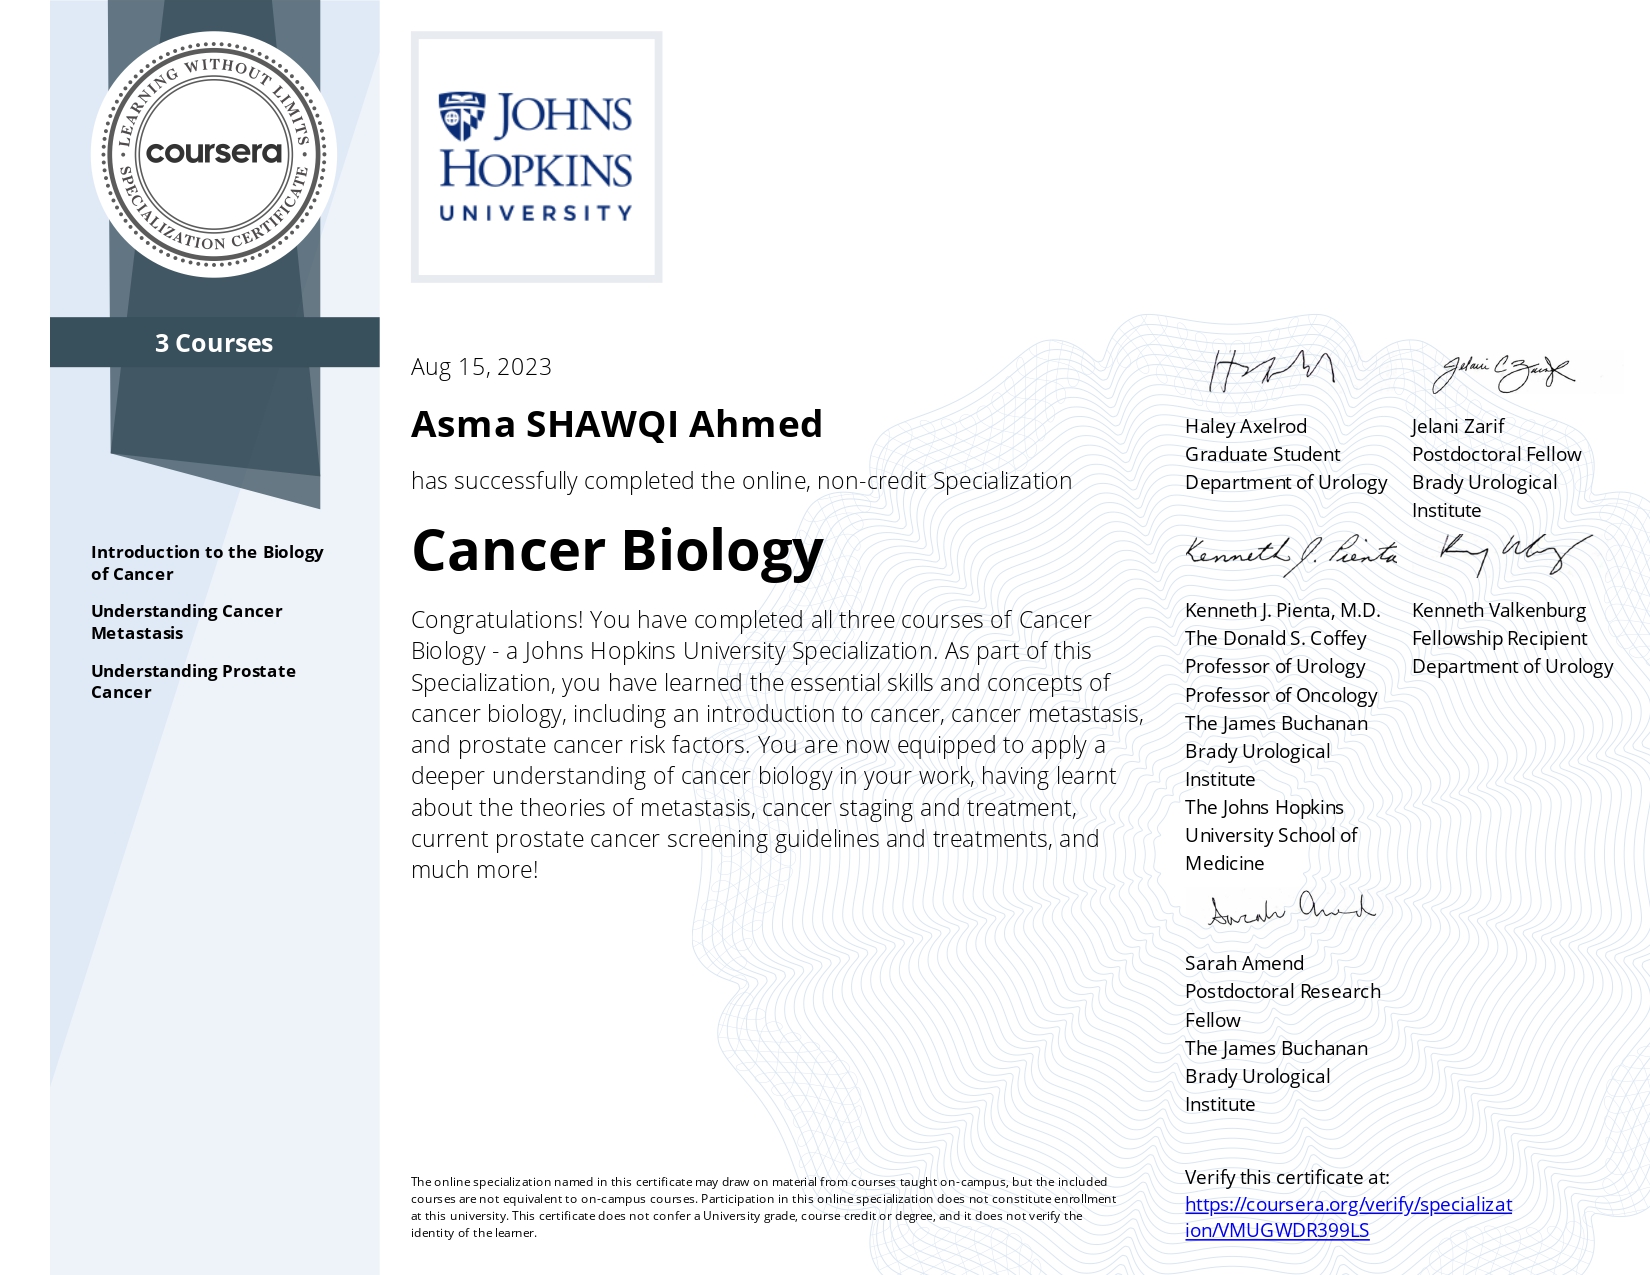 LEARNING WITHOUT LIMITS
coursera
SPECIALIZATION CERTIFICATE
3 Courses
Introduction to the Biology
of Cancer
Understanding Cancer
Metastasis
Understanding Prostate
Cancer
JOHNS
HOPKINS
UNIVERSITY
Aug 15, 2023
Asma SHAWQI Ahmed
has successfully completed the online, non-credit Specialization
Cancer Biology
Congratulations! You have completed all three courses of Cancer
Biology - a Johns Hopkins University Specialization. As part of this
Specialization, you have learned the essential skills and concepts of
cancer biology, including an introduction to cancer, cancer metastasis,
and prostate cancer risk factors. You are now equipped to apply a
deeper understanding of cancer biology in your work, having learnt
about the theories of metastasis, cancer staging and treatment,
current prostate cancer screening guidelines and treatments, and
much more!
The online specialization named in this certificate may draw on material from courses taught on-campus, but the included
courses are not equivalent to on-campus courses. Participation in this online specialization does not constitute enrollment
at this university. This certificate does not confer a University grade, course credit or degree, and it does not verify the
identity of the learner.
Haley Axelrod
Graduate Student
Department of Urology
Jelani C Zarif
Jelani Zarif
Postdoctoral Fellow
Brady Urological
Institute
Kenneth J. Pienta
Kenneth J. Pienta, M.D.
The Donald S. Coffey
Professor of Urology
Professor of Oncology
The James Buchanan
Brady Urological
Institute
The Johns Hopkins
University School of
Medicine
Kenneth Valkenburg
Fellowship Recipient
Department of Urology
Sarah Amend
Sarah Amend
Postdoctoral Research
Fellow
The James Buchanan
Brady Urological
Institute
Verify this certificate at:
https://coursera.org/verify/specializat
ion/VMUGWDR399LS